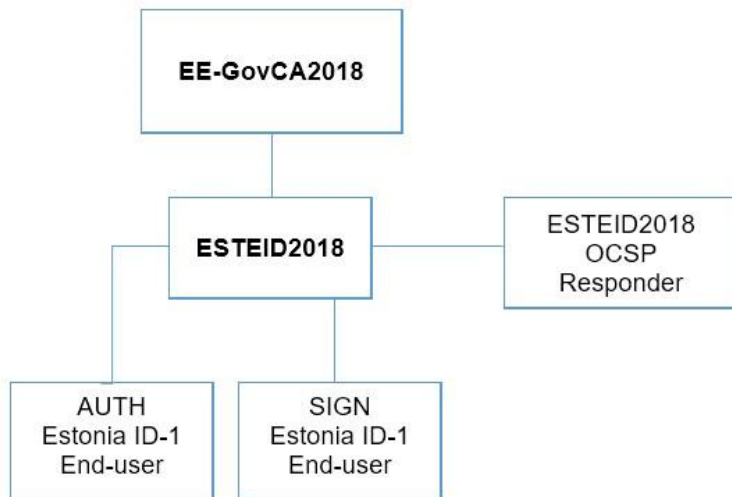 EE-GovCA2018
ESTEID2018
ESTEID2018
OCSP
Responder
AUTH
Estonia ID-1
End-user
SIGN
Estonia ID-1
End-user